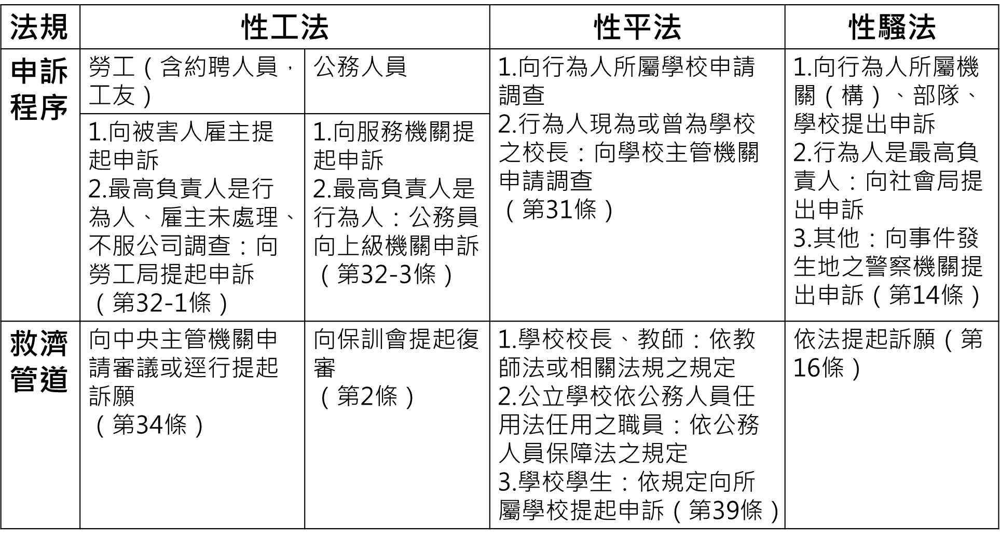 法規
性工法
性平法
性騷法
申訴
程序
勞工（含約聘人員，
工友）
公務人員
1.向被害人雇主提
起申訴
2.最高負責人是行
為人、雇主未處理、
不服公司調查：向
勞工局提起申訴
（第32-1條）
1.向服務機關提
起申訴
2.最高負責人是
行為人：公務員
向上級機關申訴
（第32-3條）
1.向行為人所屬學校申請
調查
2.行為人現為或曾為學校
之校長：向學校主管機關
申請調查
（第31條）
1.向行為人所屬機
關（構）、部隊、
學校提出申訴
2.行為人是最高負
責人：向社會局提
出申訴
3.其他：向事件發
生地之警察機關提
出申訴（第14條）
救濟
管道
向中央主管機關申
請審議或逕行提起
訴願
（第34條）
向保訓會提起復
審
（第2條）
1.學校校長、教師：依教
師法或相關法規之規定
2.公立學校依公務人員任
用法任用之職員：依公務
人員保障法之規定
3.學校學生：依規定向所
屬學校提起申訴（第39條）
依法提起訴願（第
16條）